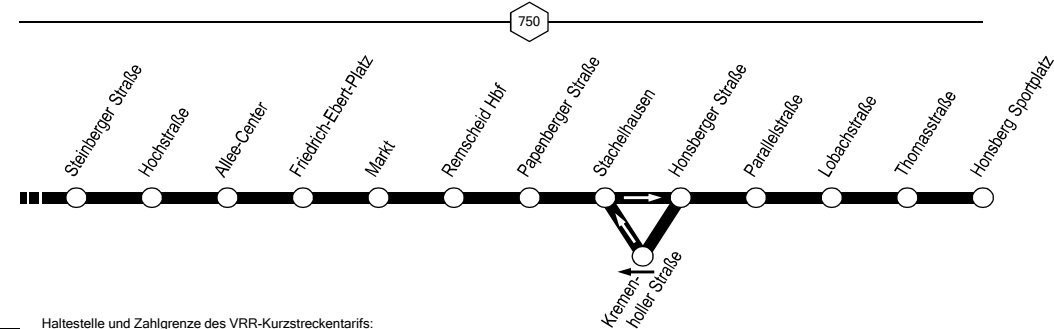 750
Steinberger Straße
Hochstraße
Allee-Center
Friedrich-Ebert-Platz
Markt
Remscheid Hbf
Papenberger Straße
Stachelhausen
Honsberger Straße
Parallelstraße
Lobachstraße
Thomasstraße
Honsberg Sportplatz
Kremen-
holler Straße
Haltestelle und Zahlgrenze des VRR-Kurzstreckentarifs: